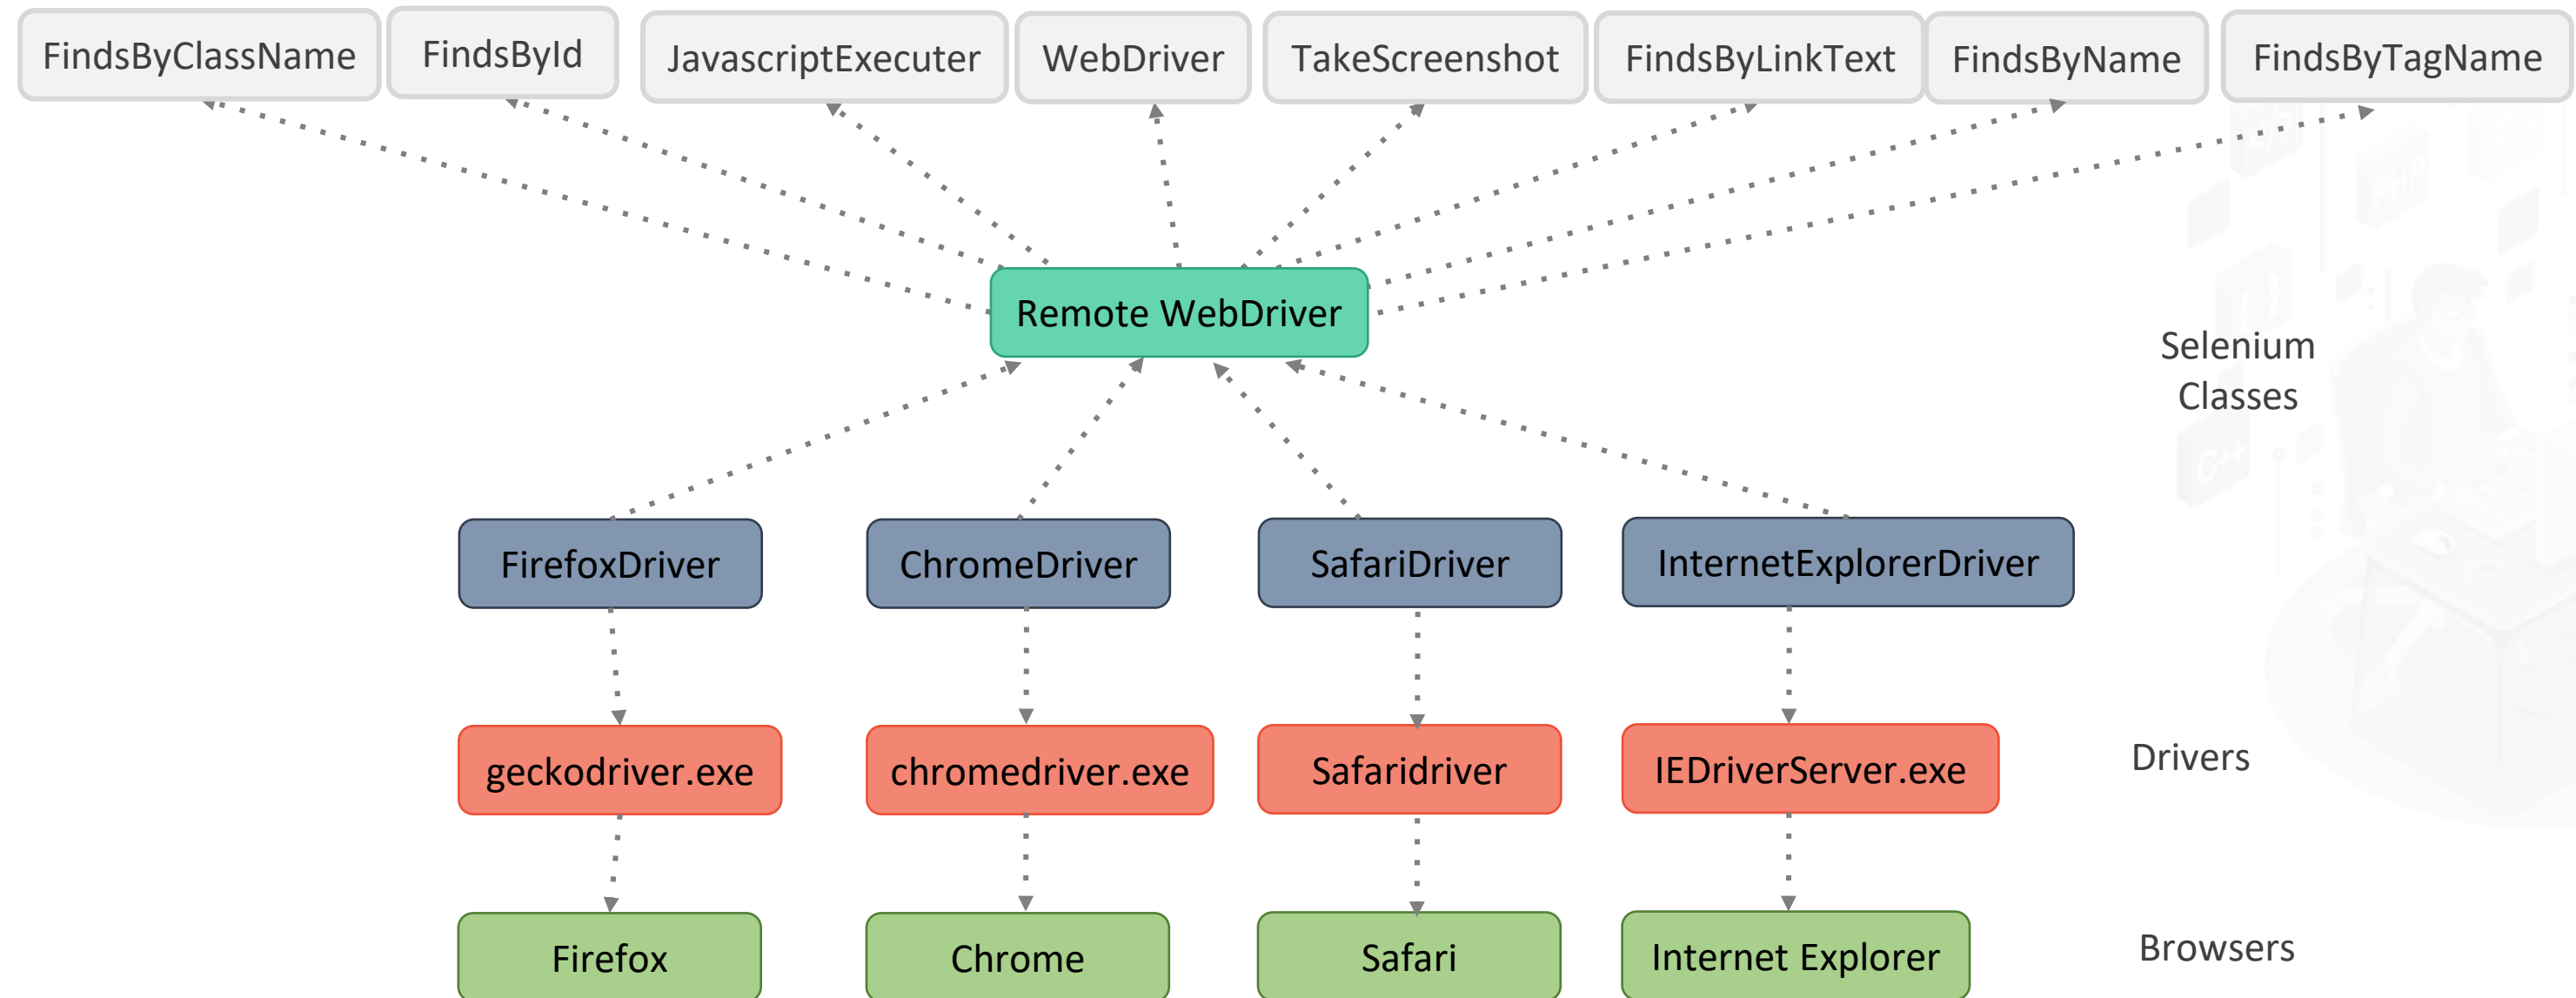 FindsByClassName
FindsById
JavascriptExecuter
WebDriver
TakeScreenshot
FindsByLinkText
FindsByName
FindsByTagName
Remote WebDriver
Selenium
Classes
FirefoxDriver
ChromeDriver
SafariDriver
InternetExplorerDriver
geckodriver.exe
chromedriver.exe
Safaridriver
IEDriverServer.exe
Drivers
Firefox
Chrome
Safari
Internet Explorer
Browsers
PHP
{ }
C++